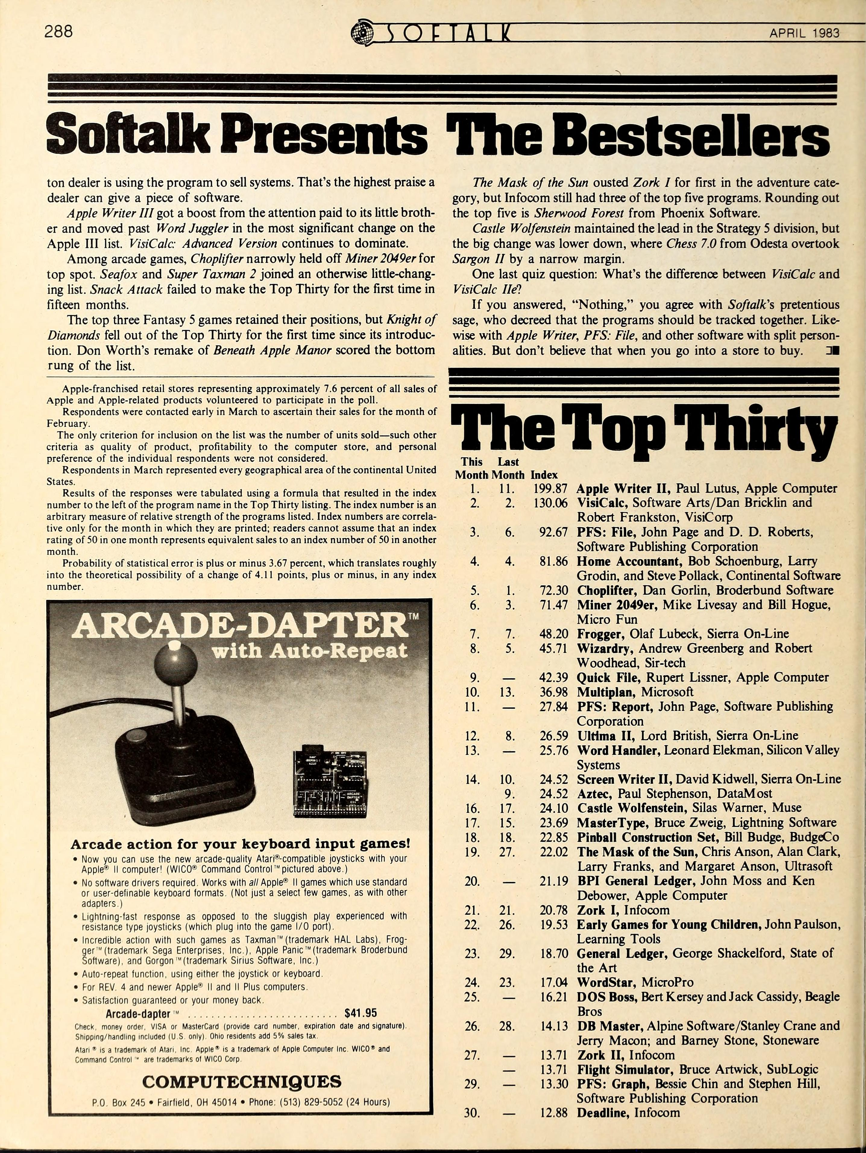 288
SOFTALK
APRIL 1983
Softalk Presents The Bestsellers
ton dealer is using the program to sell systems. That's the highest praise a
dealer can give a piece of software.
Apple Writer III got a boost from the attention paid to its little broth-
er and moved past Word Juggler in the most significant change on the
Apple III list. VisiCalc: Advanced Version continues to dominate.
Among arcade games, Choplifter narrowly held off Miner 2049er for
top spot. Seafox and Super Taxman 2 joined an otherwise little-chang-
ing list. Snack Attack failed to make the Top Thirty for the first time in
fifteen months.
The top three Fantasy 5 games retained their positions, but Knight of
Diamonds fell out of the Top Thirty for the first time since its introduc-
tion. Don Worth's remake of Beneath Apple Manor scored the bottom
rung of the list.
Apple-franchised retail stores representing approximately 7.6 percent of all sales of
Apple and Apple-related products volunteered to participate in the poll.
Respondents were contacted early in March to ascertain their sales for the month of
February.
The only criterion for inclusion on the list was the number of units sold—such other
criteria as quality of product, profitability to the computer store, and personal
preference of the individual respondents were not considered.
Respondents in March represented every geographical area of the continental United
States.
Results of the responses were tabulated using a formula that resulted in the index
number to the left of the program name in the Top Thirty listing. The index number is an
arbitrary measure of relative strength of the programs listed. Index numbers are correla-
tive only for the month in which they are printed; readers cannot assume that an index
rating of 50 in one month represents equivalent sales to an index number of 50 in another
month.
Probability of statistical error is plus or minus 3.67 percent, which translates roughly
into the theoretical possibility of a change of 4.11 points, plus or minus, in any index
number.
ARCADE-DAPTER™
with Auto-Repeat
Arcade action for your keyboard input games!
• Now you can use the new arcade-quality Atari®-compatible joysticks with your
Apple® II computer! (WICO® Command Control™ pictured above.)
• No software drivers required. Works with all Apple® II games which use standard
or user-definable keyboard formats. (Not just a select few games, as with other
adapters.)
• Lightning-fast response as opposed to the sluggish play experienced with
resistance type joysticks (which plug into the game I/O port).
• Incredible action with such games as Taxman™ (trademark HAL Labs), Frog-
ger™ (trademark Sega Enterprises, Inc.), Apple Panic™ (trademark Broderbund
Software), and Gorgon™ (trademark Sirius Software, Inc.)
• Auto-repeat function, using either the joystick or keyboard.
• For REV. 4 and newer Apple® II and II Plus computers.
• Satisfaction guaranteed or your money back.
Arcade-dapter™ .......................... $41.95
Check, money order, VISA or MasterCard (provide card number, expiration date and signature).
Shipping/handling included (U.S. only). Ohio residents add 5% sales tax.
Atari® is a trademark of Atari, Inc. Apple® is a trademark of Apple Computer Inc. WICO® and
Command Control™ are trademarks of WICO Corp.
COMPUTECHNIQUES
P.O. Box 245 • Fairfield, OH 45014 • Phone: (513) 829-5052 (24 Hours)
The Mask of the Sun ousted Zork I for first in the adventure cate-
gory, but Infocom still had three of the top five programs. Rounding out
the top five is Sherwood Forest from Phoenix Software.
Castle Wolfenstein maintained the lead in the Strategy 5 division, but
the big change was lower down, where Chess 7.0 from Odesta overtook
Sargon II by a narrow margin.
One last quiz question: What's the difference between VisiCalc and
VisiCalc IIe?
If you answered, “Nothing,” you agree with Softalk's pretentious
sage, who decreed that the programs should be tracked together. Like-
wise with Apple Writer, PFS: File, and other software with split person-
alities. But don't believe that when you go into a store to buy.
The Top Thirty
This Last
Month Month Index
1. 11. 199.87 Apple Writer II, Paul Lutus, Apple Computer
2. 2. 130.06 VisiCalc, Software Arts/Dan Bricklin and
Robert Frankston, VisiCorp
3. 6. 92.67 PFS: File, John Page and D. D. Roberts,
Software Publishing Corporation
4. 4. 81.86 Home Accountant, Bob Schoenburg, Larry
Grodin, and Steve Pollack, Continental Software
5. 1. 72.30 Choplifter, Dan Gorlin, Broderbund Software
6. 3. 71.47 Miner 2049er, Mike Livesay and Bill Hogue,
Micro Fun
7. 7. 48.20 Frogger, Olaf Lubeck, Sierra On-Line
8. 5. 45.71 Wizardry, Andrew Greenberg and Robert
Woodhead, Sir-tech
9. — 42.39 Quick File, Rupert Lissner, Apple Computer
10. 13. 36.98 Multiplan, Microsoft
11. — 27.84 PFS: Report, John Page, Software Publishing
Corporation
12. 8. 26.59 Ultima II, Lord British, Sierra On-Line
13. — 25.76 Word Handler, Leonard Elekman, Silicon Valley
Systems
14. 10. 24.52 Screen Writer II, David Kidwell, Sierra On-Line
9. 24.52 Aztec, Paul Stephenson, DataMost
16. 17. 24.10 Castle Wolfenstein, Silas Warner, Muse
17. 15. 23.69 MasterType, Bruce Zweig, Lightning Software
18. 18. 22.85 Pinball Construction Set, Bill Budge, BudgeCo
19. 27. 22.02 The Mask of the Sun, Chris Anson, Alan Clark,
Larry Franks, and Margaret Anson, Ultrasoft
20. — 21.19 BPI General Ledger, John Moss and Ken
Debower, Apple Computer
21. 21. 20.78 Zork I, Infocom
22. 26. 19.53 Early Games for Young Children, John Paulson,
Learning Tools
23. 29. 18.70 General Ledger, George Shackelford, State of
the Art
24. 23. 17.04 WordStar, MicroPro
25. — 16.21 DOS Boss, Bert Kersey and Jack Cassidy, Beagle
Bros
26. 28. 14.13 DB Master, Alpine Software/Stanley Crane and
Jerry Macon; and Barney Stone, Stoneware
27. — 13.71 Zork II, Infocom
— 13.71 Flight Simulator, Bruce Artwick, SubLogic
29. — 13.30 PFS: Graph, Bessie Chin and Stephen Hill,
Software Publishing Corporation
30. — 12.88 Deadline, Infocom